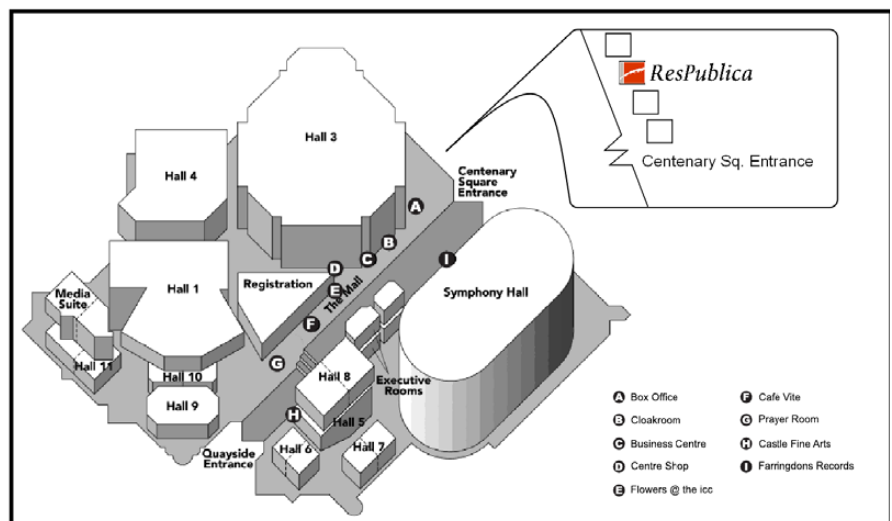 ResPublica
Centenary Sq. Entrance
Hall 3
Hall 4
Centenary
Square
Entrance
A
B
C
D
E
I
The Mall
Registration
Symphony Hall
Media
Suite
Hall 1
F
G
Hall 11
Hall 10
Hall 9
Hall 8
Executive
Rooms
H
Hall 5
Hall 6
Hall 7
Quayside
Entrance
A Box Office
B Cloakroom
C Business Centre
D Centre Shop
E Flowers @ the icc
F Cafe Vite
G Prayer Room
H Castle Fine Arts
I Farringdons Records